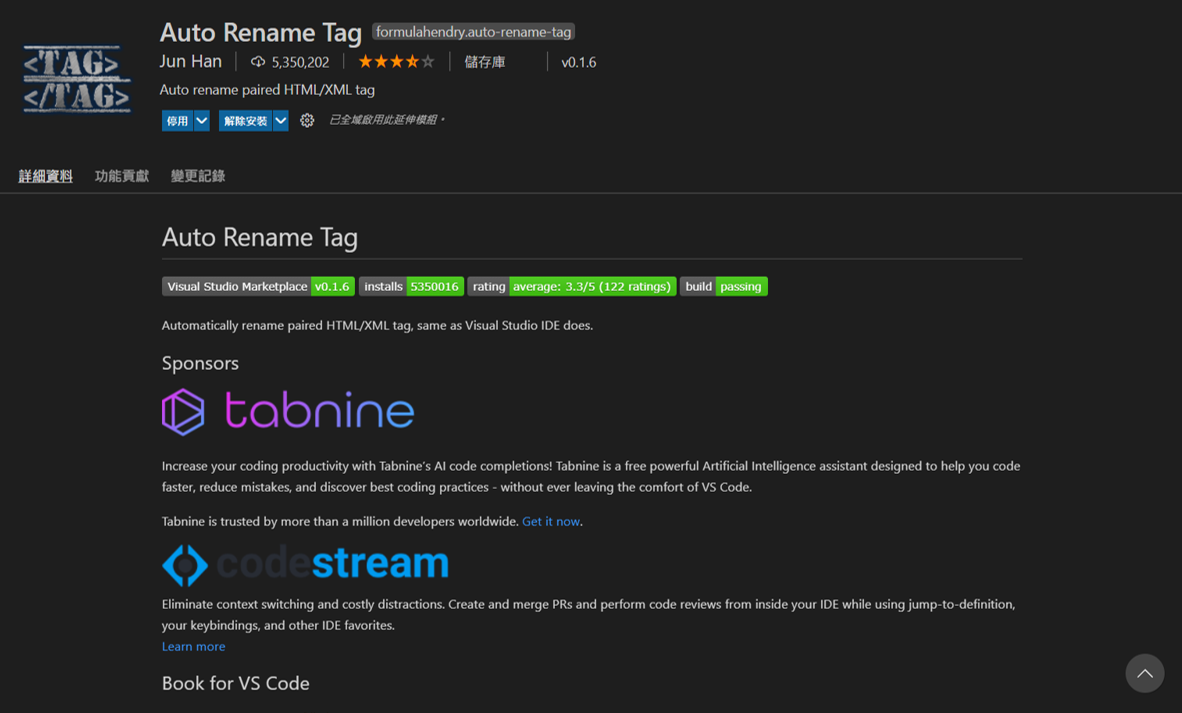 <TAG>
</TAG>
Auto Rename Tag formulahendry.auto-rename-tag
Jun Han 5,350,202 儲存庫 v0.1.6
Auto rename paired HTML/XML tag
停用 解除安裝 已全域啟用此延伸模組。
詳細資料 功能貢獻 變更記錄
Auto Rename Tag
Visual Studio Marketplace v0.1.6 installs 5350016 rating average: 3.3/5 (122 ratings) build passing
Automatically rename paired HTML/XML tag, same as Visual Studio IDE does.
Sponsors
tabnine
Increase your coding productivity with Tabnine's AI code completions! Tabnine is a free powerful Artificial Intelligence assistant designed to help you code
faster, reduce mistakes, and discover best coding practices - without ever leaving the comfort of VS Code.
Tabnine is trusted by more than a million developers worldwide. Get it now.
codestream
Eliminate context switching and costly distractions. Create and merge PRs and perform code reviews from inside your IDE while using jump-to-definition,
your keybindings, and other IDE favorites.
Learn more
Book for VS Code